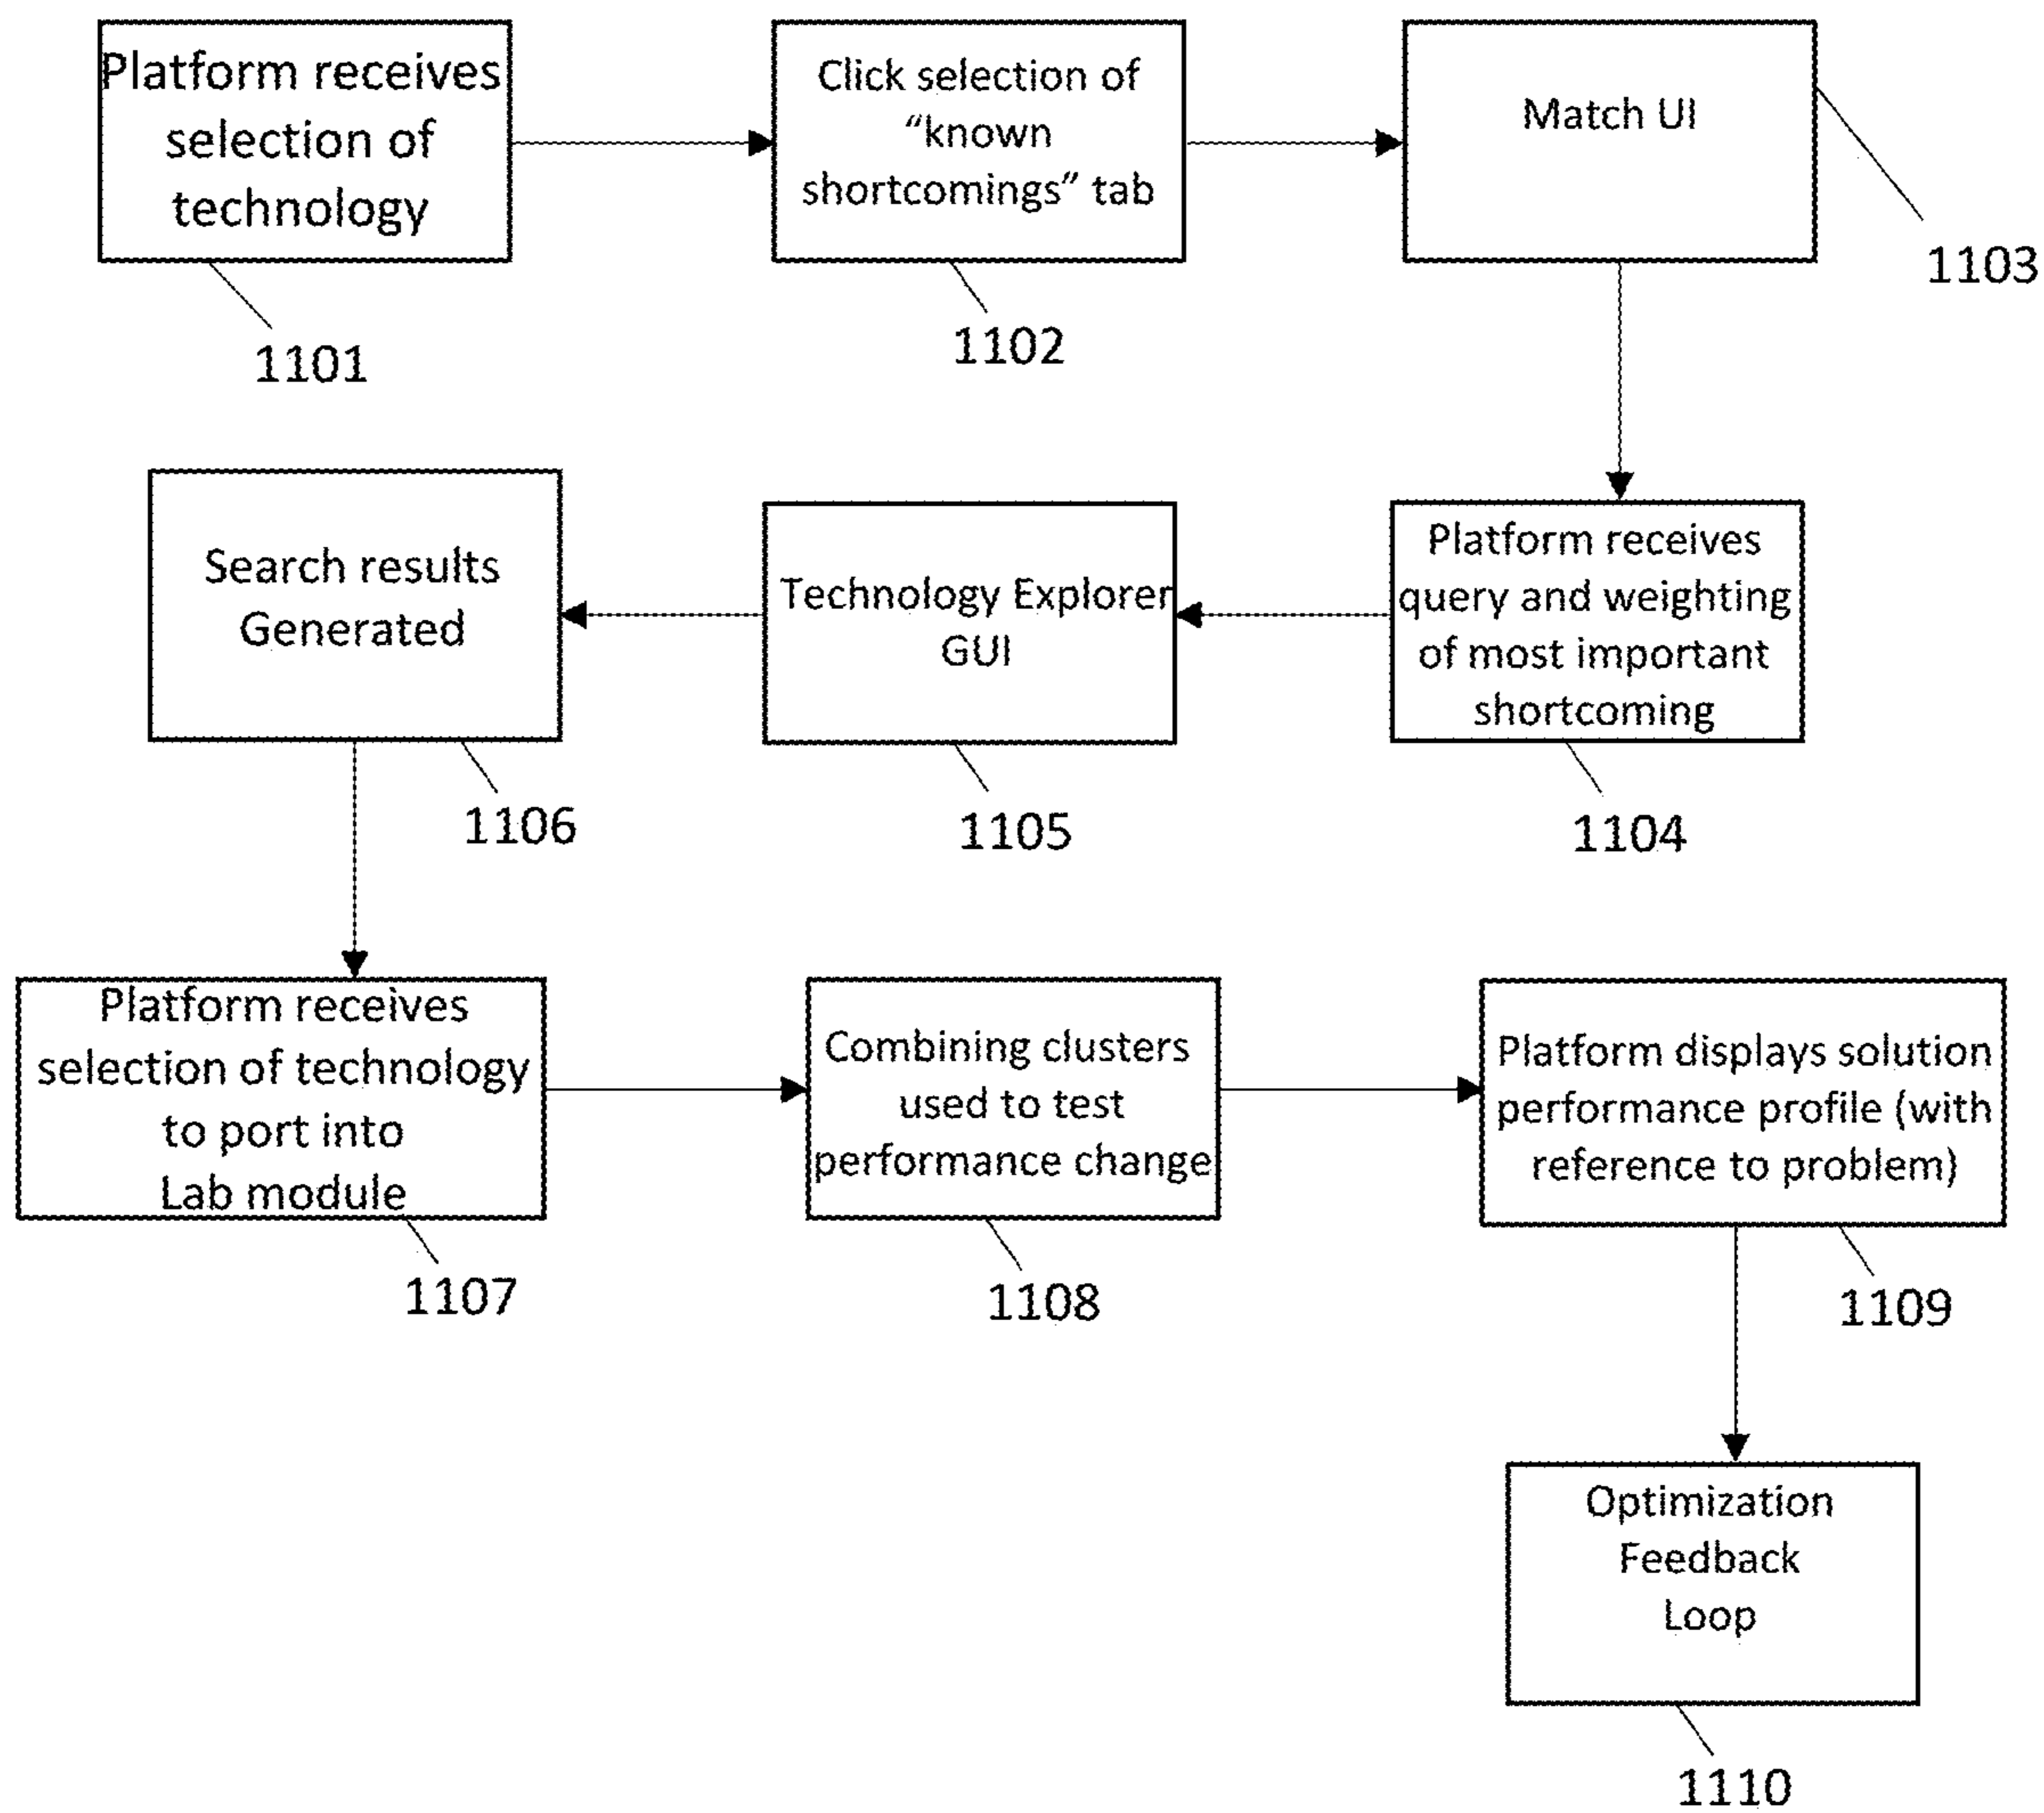 Platform receives
selection of
technology
1101
Click selection of
“known
shortcomings” tab
1102
Match UI
1103
Platform receives
query and weighting
of most important
shortcoming
1104
Technology Explorer
GUI
1105
Search results
Generated
1106
Platform receives
selection of technology
to port into
Lab module
1107
Combining clusters
used to test
performance change
1108
Platform displays solution
performance profile (with
reference to problem)
1109
Optimization
Feedback
Loop
1110